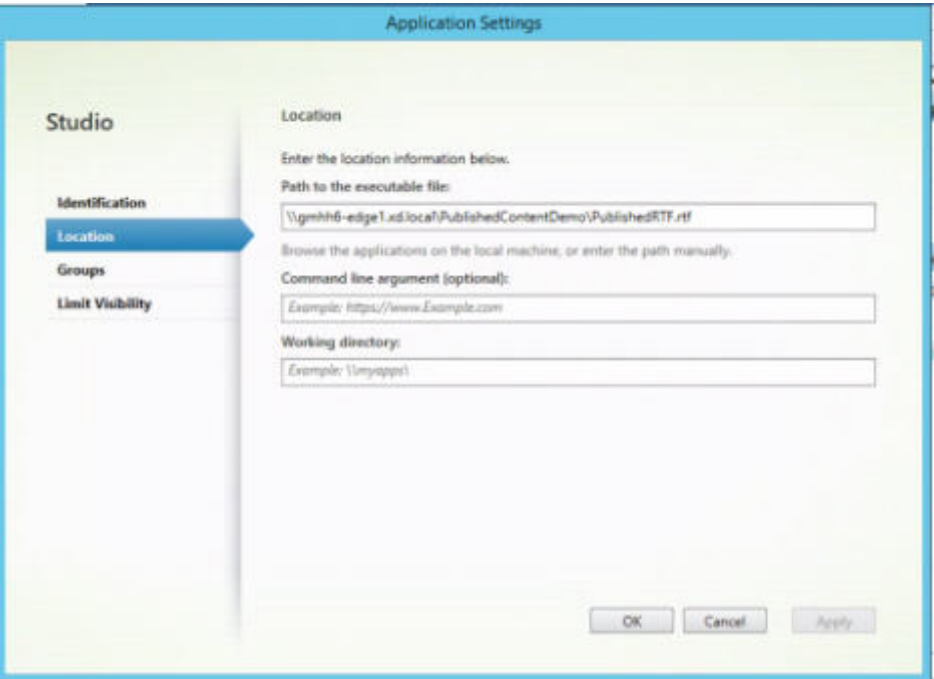 Application Settings
Studio
Identification
Location
Groups
Limit Visibility
Location
Enter the location information below.
Path to the executable file:
\\gmhh6-edge1.xd.local\PublishedContentDemo\PublishedRTF.rtf
Browse the applications on the local machine, or enter the path manually.
Command line argument (optional):
Example: https://www.Example.com
Working directory:
Example: \\myapps\
OK
Cancel
Apply